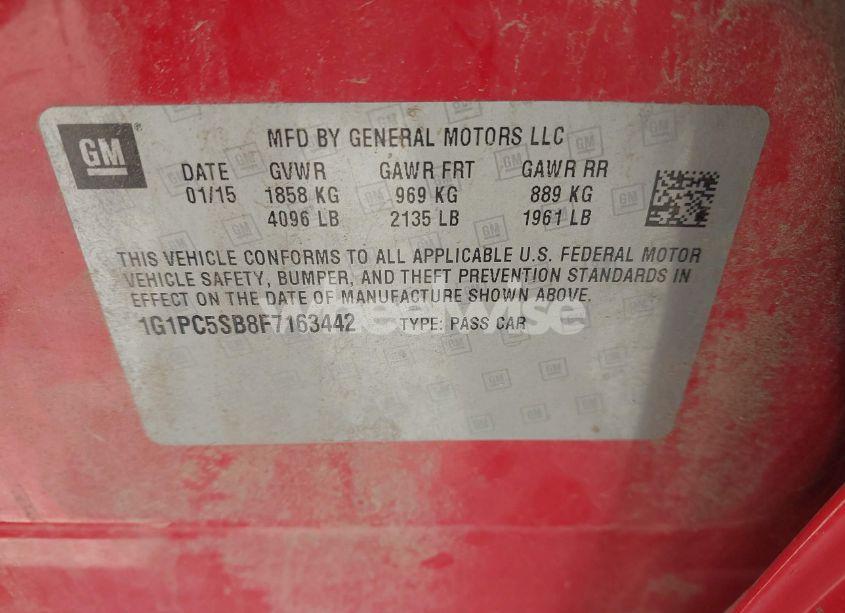 GM
MFD BY GENERAL MOTORS LLC
DATE GVWR GAWR FRT GAWR RR
01/15 1858 KG 969 KG 889 KG
4096 LB 2135 LB 1961 LB
THIS VEHICLE CONFORMS TO ALL APPLICABLE U.S. FEDERAL MOTOR
VEHICLE SAFETY, BUMPER, AND THEFT PREVENTION STANDARDS IN
EFFECT ON THE DATE OF MANUFACTURE SHOWN ABOVE.
1G1PC5SB8F7163442 TYPE: PASS CAR